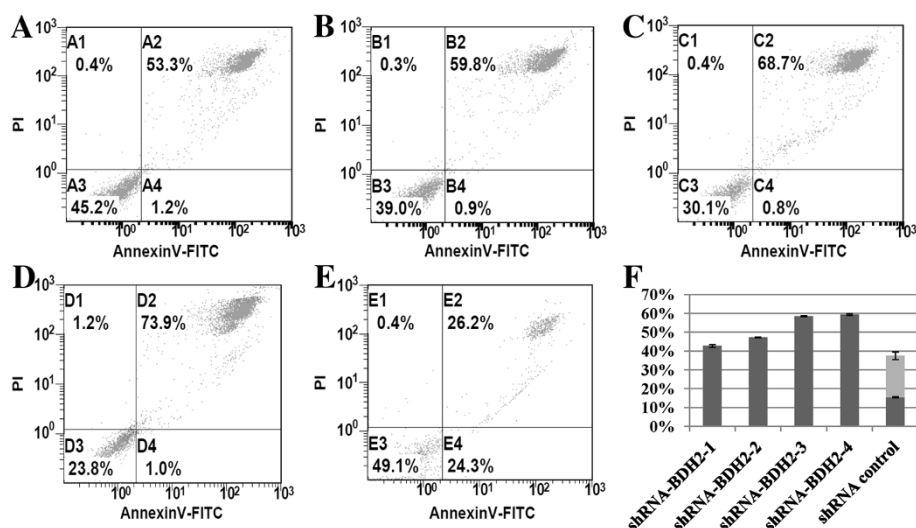 A
10³
10²
10¹
10⁰
PI
A1
0.4%
A2
53.3%
A3
45.2%
A4
1.2%
10⁰ 10¹ 10² 10³
AnnexinV-FITC
B
10³
10²
10¹
10⁰
PI
B1
0.3%
B2
59.8%
B3
39.0%
B4
0.9%
10⁰ 10¹ 10² 10³
AnnexinV-FITC
C
10³
10²
10¹
10⁰
PI
C1
0.4%
C2
68.7%
C3
30.1%
C4
0.8%
10⁰ 10¹ 10² 10³
AnnexinV-FITC
D
10³
10²
10¹
10⁰
PI
D1
1.2%
D2
73.9%
D3
23.8%
D4
1.0%
10⁰ 10¹ 10² 10³
AnnexinV-FITC
E
10³
10²
10¹
10⁰
PI
E1
0.4%
E2
26.2%
E3
49.1%
E4
24.3%
10⁰ 10¹ 10² 10³
AnnexinV-FITC
F
70%
60%
50%
40%
30%
20%
10%
0%
shRNA-BDH2-1
shRNA-BDH2-2
shRNA-BDH2-3
shRNA-BDH2-4
shRNA control